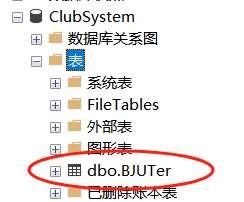 ClubSystem
数据库关系图
表
系统表
FileTables
外部表
图形表
dbo.BJUTer
已删除账本表